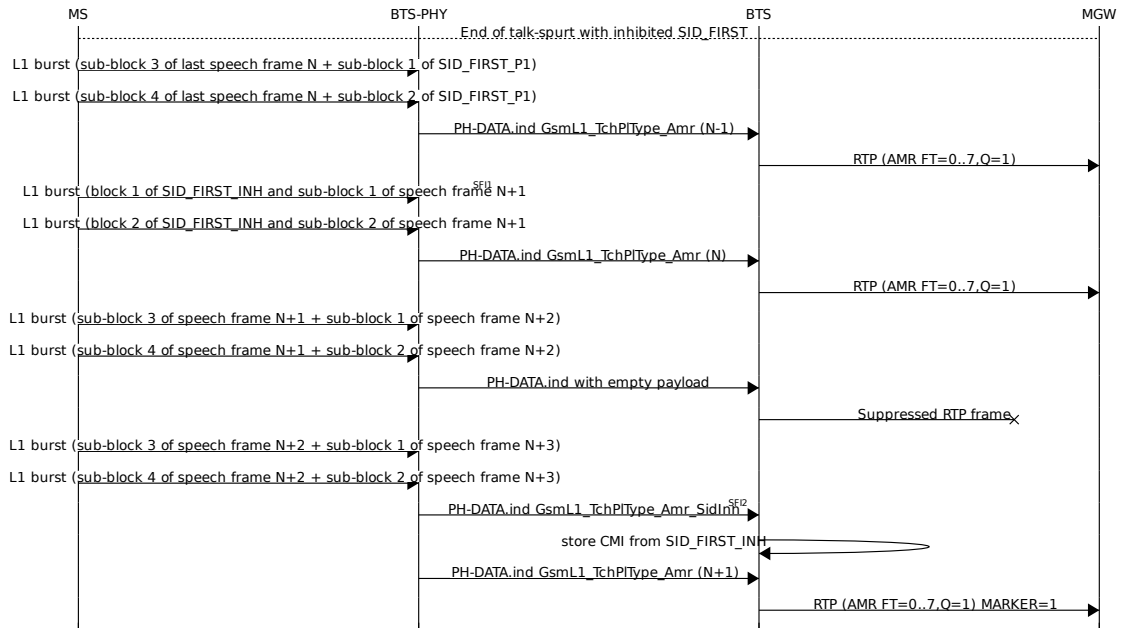 MS BTS-PHY BTS MGW
End of talk-spurt with inhibited SID_FIRST
L1 burst (sub-block 3 of last speech frame N + sub-block 1 of SID_FIRST_P1)
L1 burst (sub-block 4 of last speech frame N + sub-block 2 of SID_FIRST_P1)
PH-DATA.ind GsmL1_TchPlType_Amr (N-1)
RTP (AMR FT=0..7,Q=1)
L1 burst (block 1 of SID_FIRST_INH and sub-block 1 of speech frame N+1 SFI1
L1 burst (block 2 of SID_FIRST_INH and sub-block 2 of speech frame N+1
PH-DATA.ind GsmL1_TchPlType_Amr (N)
RTP (AMR FT=0..7,Q=1)
L1 burst (sub-block 3 of speech frame N+1 + sub-block 1 of speech frame N+2)
L1 burst (sub-block 4 of speech frame N+1 + sub-block 2 of speech frame N+2)
PH-DATA.ind with empty payload
Suppressed RTP frame
L1 burst (sub-block 3 of speech frame N+2 + sub-block 1 of speech frame N+3)
L1 burst (sub-block 4 of speech frame N+2 + sub-block 2 of speech frame N+3)
PH-DATA.ind GsmL1_TchPlType_Amr_SidInh SFI2
store CMI from SID_FIRST_INH
PH-DATA.ind GsmL1_TchPlType_Amr (N+1)
RTP (AMR FT=0..7,Q=1) MARKER=1